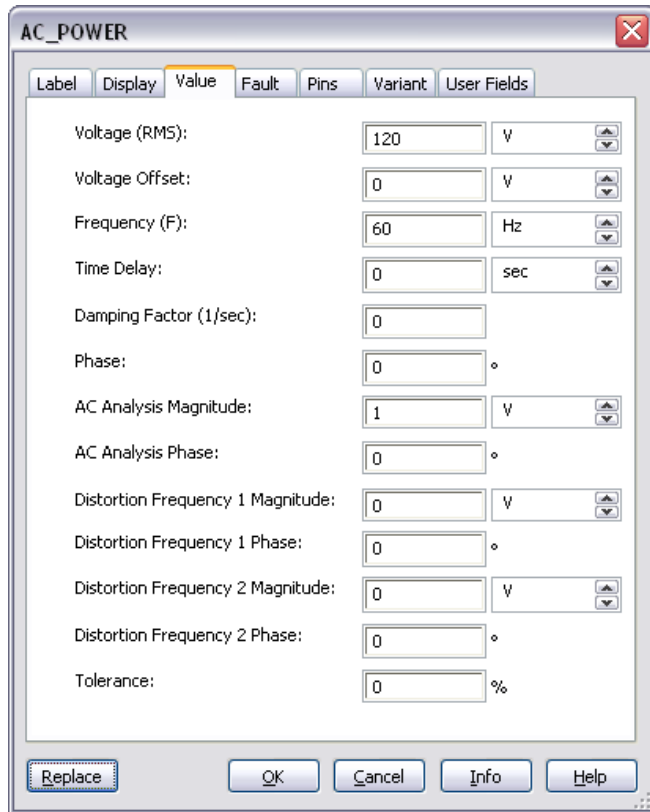 AC_POWER
Label Display Value Fault Pins Variant User Fields
Voltage (RMS): 120 V
Voltage Offset: 0 V
Frequency (F): 60 Hz
Time Delay: 0 sec
Damping Factor (1/sec): 0
Phase: 0 °
AC Analysis Magnitude: 1 V
AC Analysis Phase: 0 °
Distortion Frequency 1 Magnitude: 0 V
Distortion Frequency 1 Phase: 0 °
Distortion Frequency 2 Magnitude: 0 V
Distortion Frequency 2 Phase: 0 °
Tolerance: 0 %
Replace OK Cancel Info Help